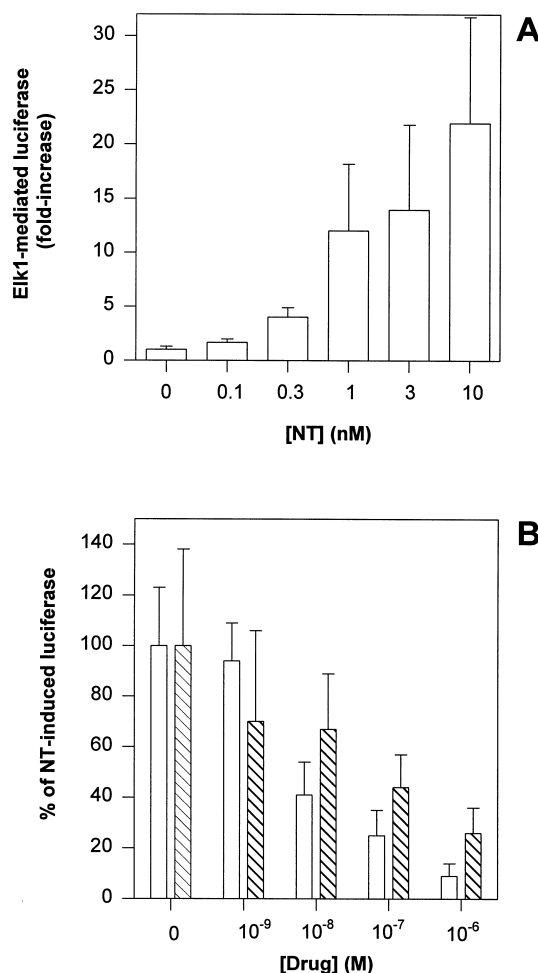 A
30
25
20
15
10
5
0
Elk1-mediated luciferase
(fold-increase)
0 0.1 0.3 1 3 10
[NT] (nM)
B
140
120
100
80
60
40
20
0
% of NT-induced luciferase
0 10⁻⁹ 10⁻⁸ 10⁻⁷ 10⁻⁶
[Drug] (M)